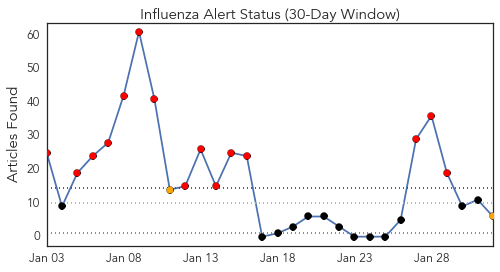 Influenza Alert Status (30-Day Window)
Articles Found
60
50
40
30
20
10
0
Jan 03
Jan 08
Jan 13
Jan 18
Jan 23
Jan 28